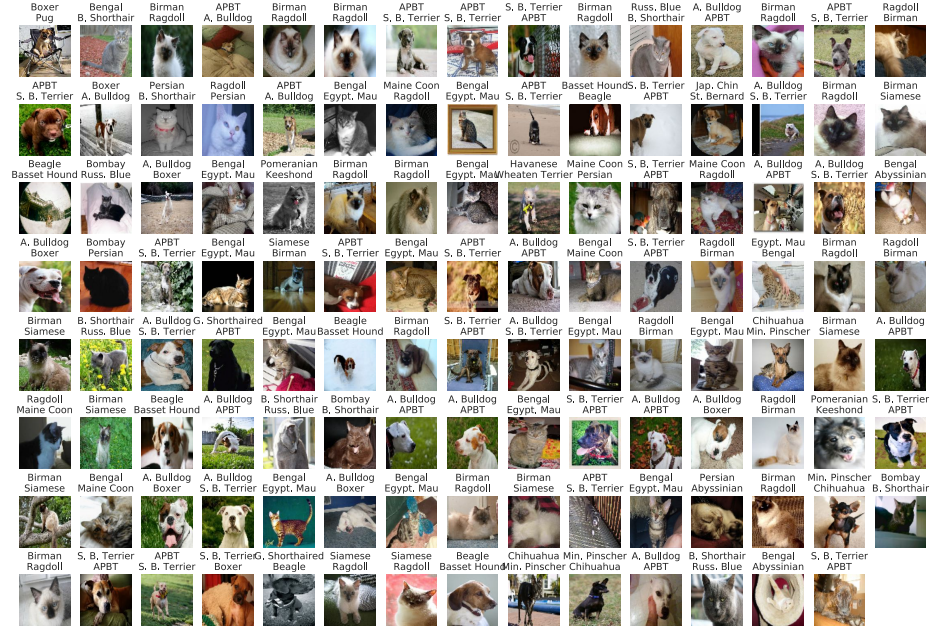 Boxer Bengal Birman APBT Birman Birman APBT APBT S. B. Terrier Birman Russ. Blue A. Bulldog Birman APBT Ragdoll
Pug B. Shorthair Ragdoll A. Bulldog Ragdoll Ragdoll S. B. Terrier S. B. Terrier APBT Ragdoll B. Shorthair APBT Ragdoll S. B. Terrier Birman
APBT Boxer Persian Ragdoll APBT Bengal Maine Coon Bengal APBT Basset Hound S. B. Terrier Jap. Chin A. Bulldog Birman Birman
S. B. Terrier A. Bulldog B. Shorthair Persian A. Bulldog Egypt. Mau Ragdoll Egypt. Mau S. B. Terrier Beagle APBT St. Bernard S. B. Terrier Ragdoll Siamese
Beagle Bombay A. Bulldog Bengal Pomeranian Birman Birman Bengal Havanese Maine Coon S. B. Terrier Maine Coon A. Bulldog A. Bulldog Bengal
Basset Hound Russ. Blue Boxer Egypt. Mau Keeshond Ragdoll Ragdoll Egypt. Mau Wheaten Terrier Persian APBT Ragdoll APBT Boxer Abyssinian
A. Bulldog Bombay APBT Bengal Siamese APBT Bengal APBT A. Bulldog Bengal S. B. Terrier Ragdoll Egypt. Mau Birman Ragdoll
Boxer Persian S. B. Terrier Egypt. Mau Birman S. B. Terrier Egypt. Mau S. B. Terrier APBT Maine Coon APBT Birman Bengal Ragdoll Birman
Birman B. Shorthair A. Bulldog G. Shorthaired Bengal Beagle Birman S. B. Terrier A. Bulldog Bengal Ragdoll Bengal Chihuahua Birman A. Bulldog
Siamese Russ. Blue S. B. Terrier APBT Egypt. Mau Basset Hound Ragdoll APBT S. B. Terrier Egypt. Mau Birman Egypt. Mau Min. Pinscher Siamese APBT
Ragdoll Birman Beagle A. Bulldog B. Shorthair Bombay A. Bulldog A. Bulldog Bengal S. B. Terrier A. Bulldog A. Bulldog Ragdoll Pomeranian S. B. Terrier
Maine Coon Siamese Basset Hound APBT Russ. Blue B. Shorthair APBT APBT Egypt. Mau APBT APBT Boxer Birman Keeshond APBT
Birman Bengal A. Bulldog A. Bulldog Bengal A. Bulldog Bengal Birman Birman APBT Bengal Persian Birman Min. Pinscher Bombay
Siamese Maine Coon Boxer S. B. Terrier Egypt. Mau Boxer Egypt. Mau Ragdoll Siamese S. B. Terrier Egypt. Mau Abyssinian Ragdoll Chihuahua B. Shorthair
Birman S. B. Terrier APBT S. B. Terrier G. Shorthaired Siamese Siamese Beagle Chihuahua Min. Pinscher A. Bulldog B. Shorthair Bengal S. B. Terrier
Ragdoll APBT S. B. Terrier Boxer Beagle Ragdoll Ragdoll Basset Hound Min. Pinscher Chihuahua APBT Russ. Blue Abyssinian APBT